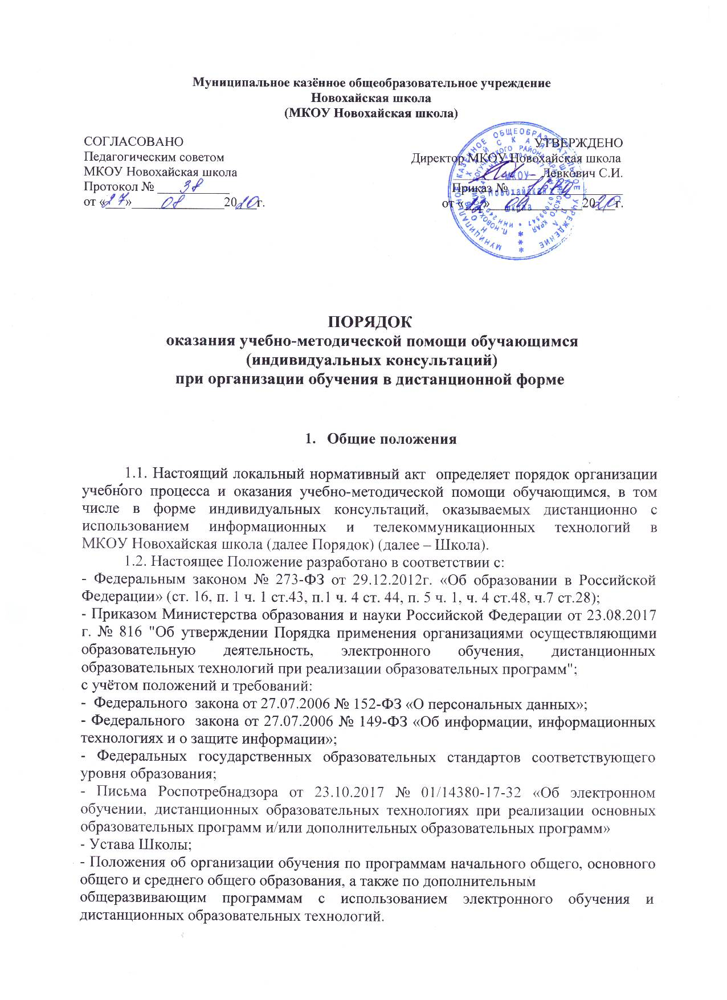 Муниципальное казённое общеобразовательное учреждение
Новохайская школа
(МКОУ Новохайская школа)
СОГЛАСОВАНО
Педагогическим советом
МКОУ Новохайская школа
Протокол № 38
от «27» 08 2020г.
УТВЕРЖДЕНО
Директор МКОУ Новохайская школа
Левкович С.И.
Приказ №
от « » 2020г.
МКОУ
Новохайская
школа
ПОРЯДОК
оказания учебно-методической помощи обучающимся
(индивидуальных консультаций)
при организации обучения в дистанционной форме
1. Общие положения
1.1. Настоящий локальный нормативный акт определяет порядок организации
учебного процесса и оказания учебно-методической помощи обучающимся, в том
числе в форме индивидуальных консультаций, оказываемых дистанционно с
использованием информационных и телекоммуникационных технологий в
МКОУ Новохайская школа (далее Порядок) (далее – Школа).
1.2. Настоящее Положение разработано в соответствии с:
- Федеральным законом № 273-ФЗ от 29.12.2012г. «Об образовании в Российской
Федерации» (ст. 16, п. 1 ч. 1 ст.43, п.1 ч. 4 ст. 44, п. 5 ч. 1, ч. 4 ст.48, ч.7 ст.28);
- Приказом Министерства образования и науки Российской Федерации от 23.08.2017
г. № 816 "Об утверждении Порядка применения организациями осуществляющими
образовательную деятельность, электронного обучения, дистанционных
образовательных технологий при реализации образовательных программ";
с учётом положений и требований:
- Федерального закона от 27.07.2006 № 152-ФЗ «О персональных данных»;
- Федерального закона от 27.07.2006 № 149-ФЗ «Об информации, информационных
технологиях и о защите информации»;
- Федеральных государственных образовательных стандартов соответствующего
уровня образования;
- Письма Роспотребнадзора от 23.10.2017 № 01/14380-17-32 «Об электронном
обучении, дистанционных образовательных технологиях при реализации основных
образовательных программ и/или дополнительных образовательных программ»
- Устава Школы;
- Положения об организации обучения по программам начального общего, основного
общего и среднего общего образования, а также по дополнительным
общеразвивающим программам с использованием электронного обучения и
дистанционных образовательных технологий.